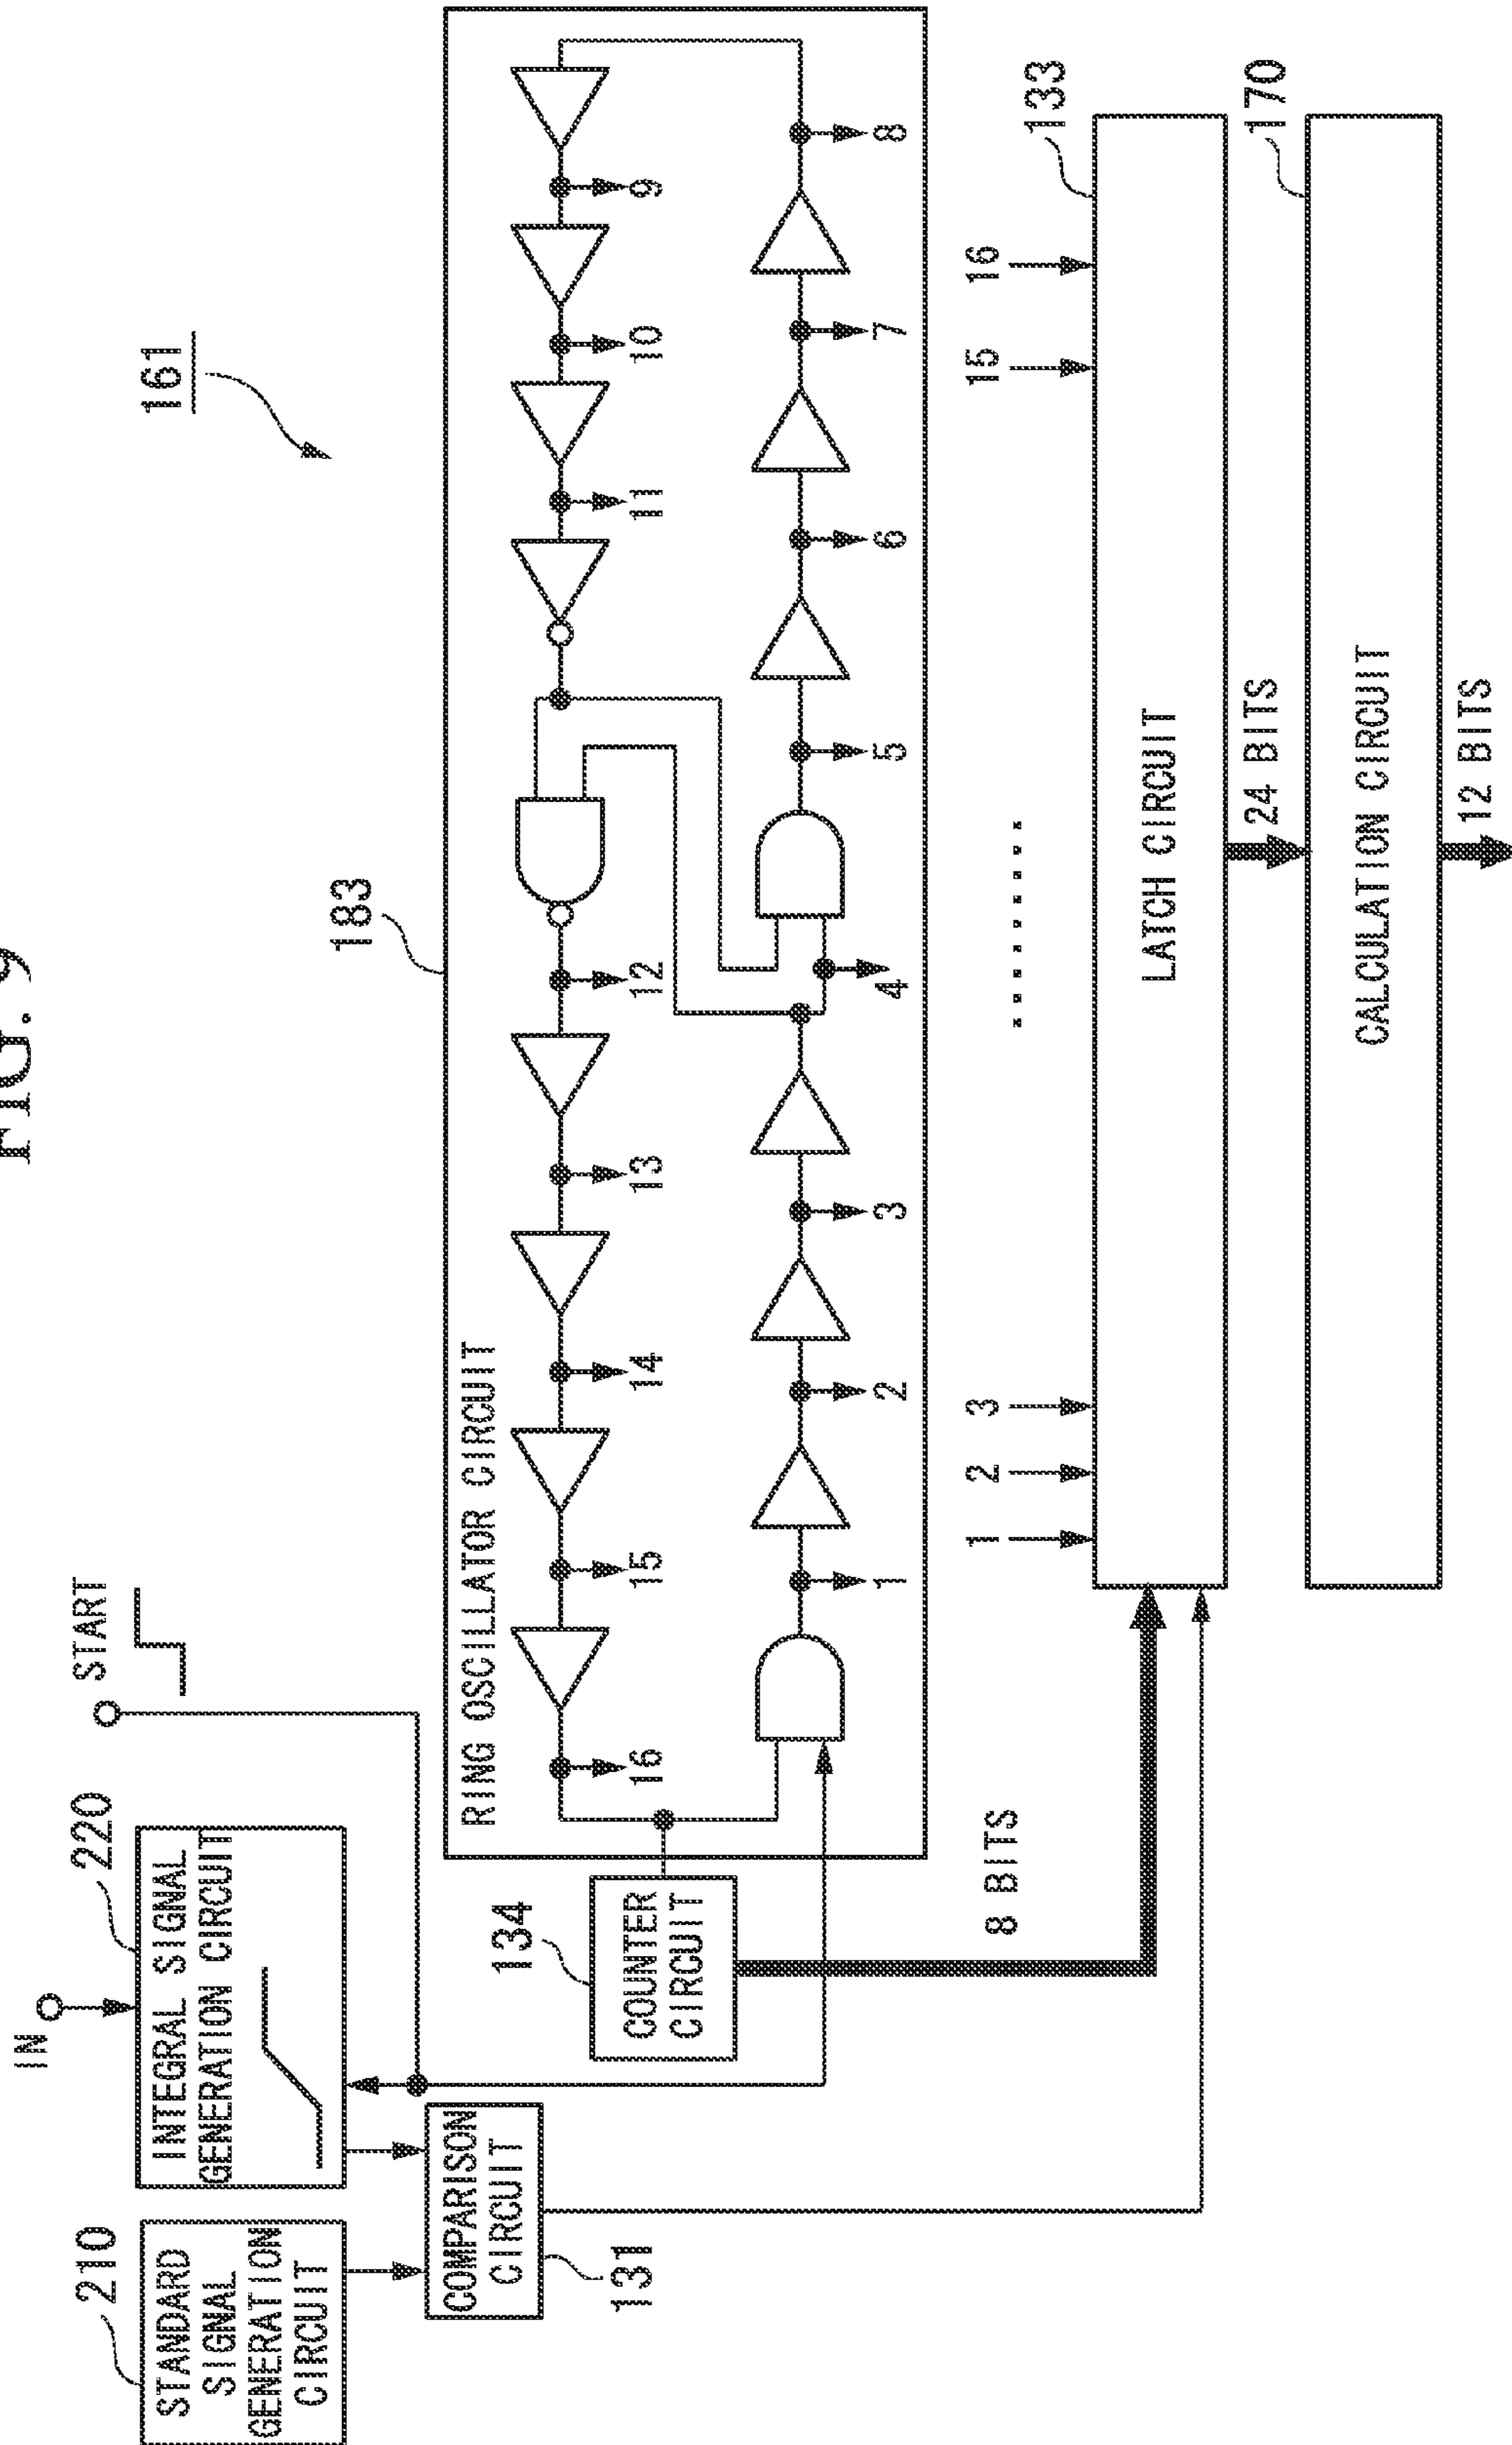 FIG. 9
161
IN
START
210
STANDARD
SIGNAL
GENERATION
CIRCUIT
220
INTEGRAL SIGNAL
GENERATION CIRCUIT
COMPARISON
CIRCUIT
131
134
COUNTER
CIRCUIT
8 BITS
183
RING OSCILLATOR CIRCUIT
16
15
14
13
12
11
10
9
1
2
3
4
5
6
7
8
1
2
3
15
16
133
LATCH CIRCUIT
24 BITS
170
CALCULATION CIRCUIT
12 BITS